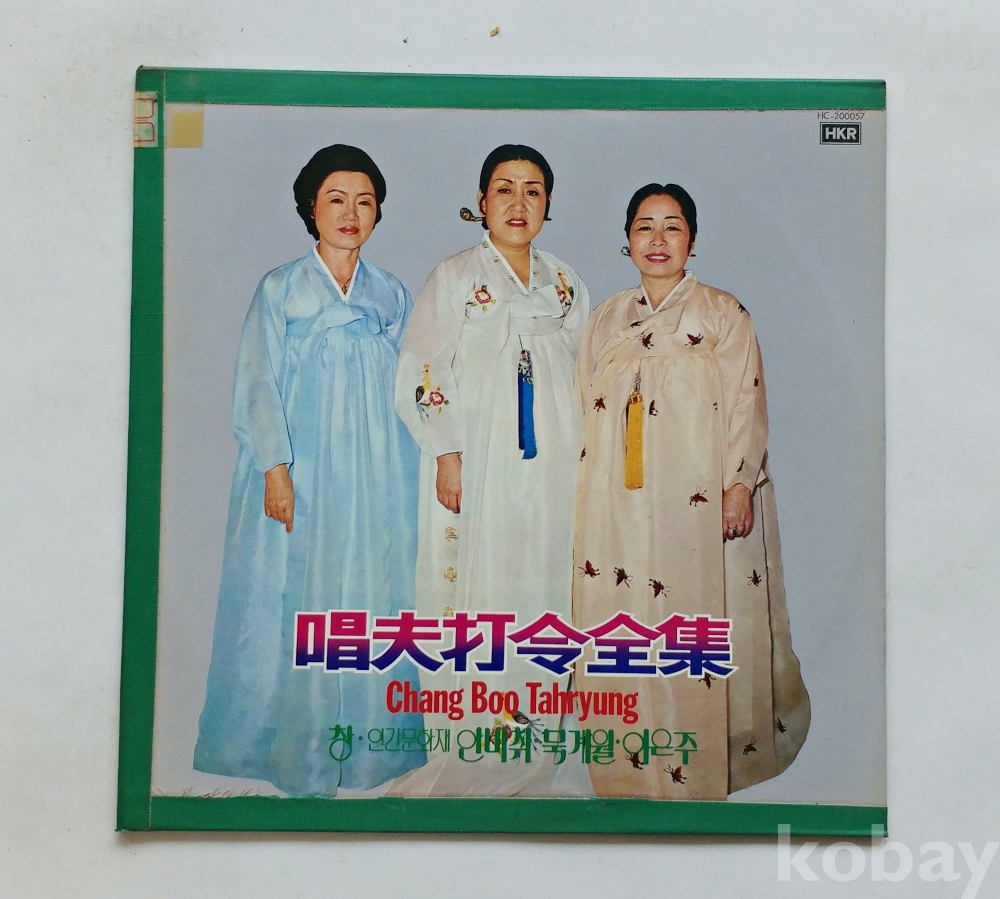 HC-200057
HKR
唱夫打令全集
Chang Boo Tahryung
창·인간문화재 안비취·묵계월·이은주
kobay